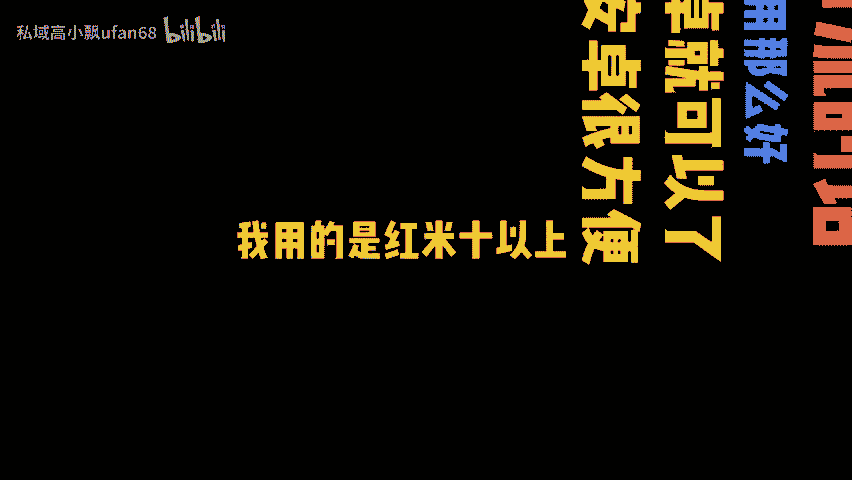 私域高小飘ufan68 bilibili
我用的是红米十以上
安卓很方便
卓就可以了
用那么好